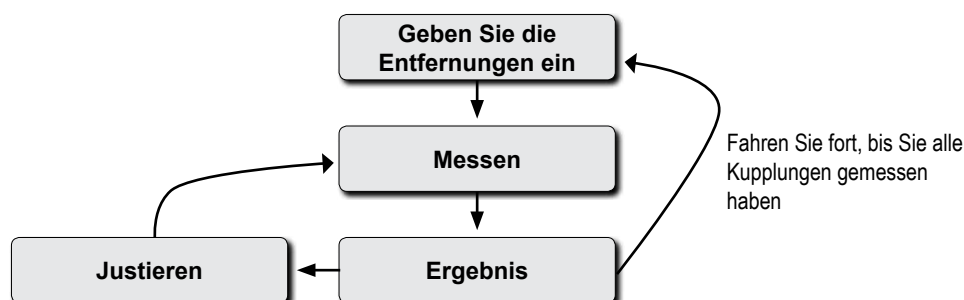 Geben Sie die
Entfernungen ein
Messen
Fahren Sie fort, bis Sie alle
Kupplungen gemessen
haben
Justieren
Ergebnis